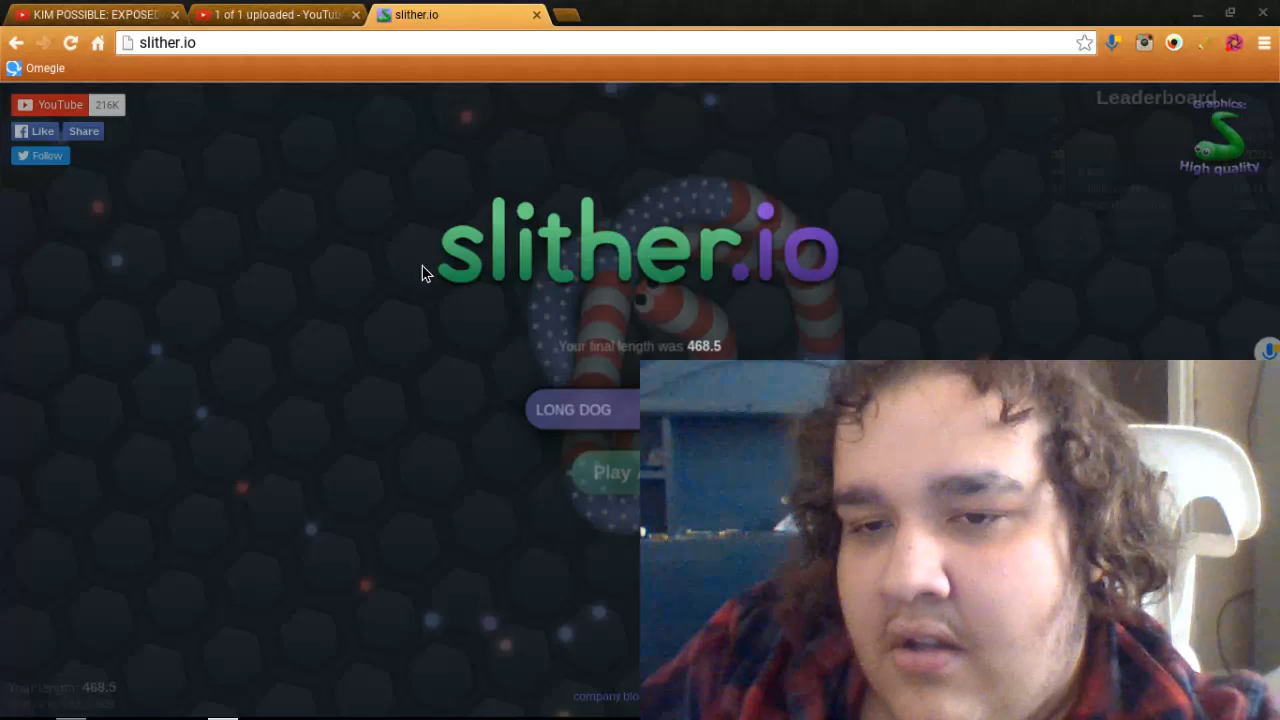 KIM POSSIBLE: EXPOSED
1 of 1 uploaded - YouTube
slither.io
slither.io
Omegle
YouTube 216K
Leaderboard
Graphics:
Like Share
Follow
High quality
slither.io
Your final length was 468.5
LONG DOG
Play
Your length: 468.5
company blo